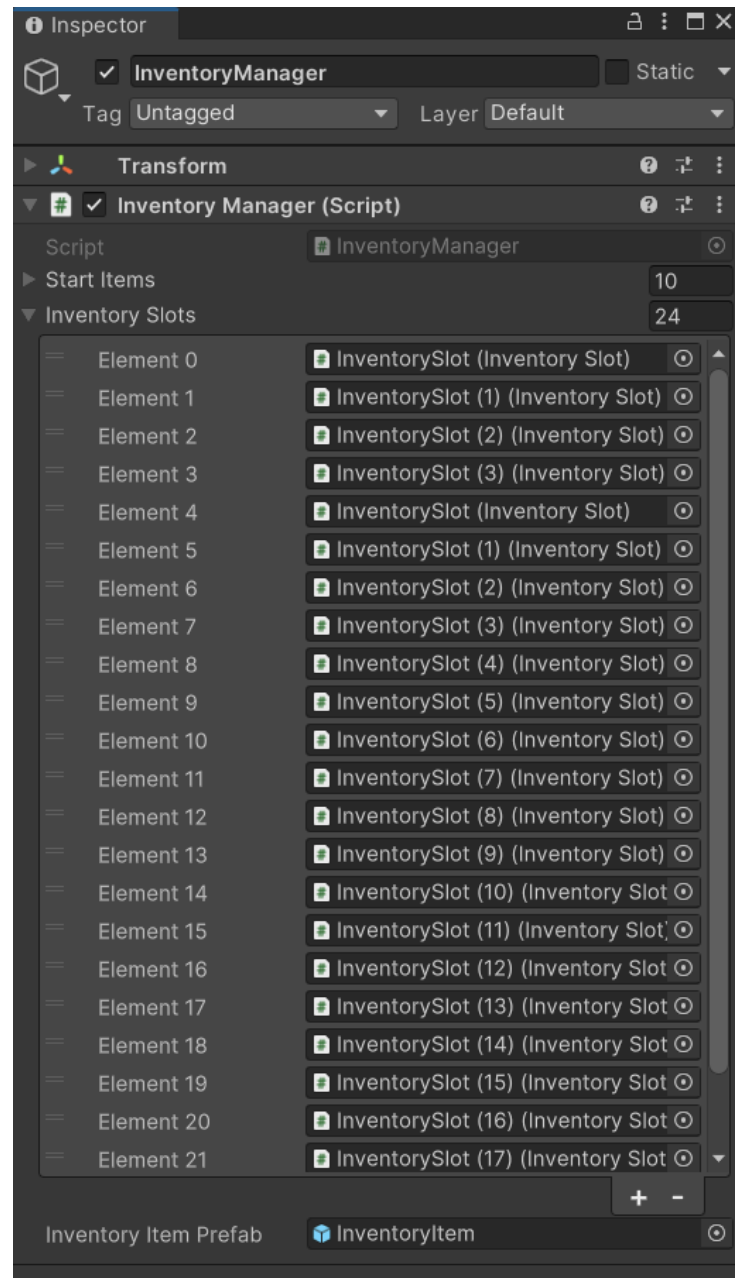 Inspector
InventoryManager Static
Tag Untagged Layer Default
Transform
# Inventory Manager (Script)
Script # InventoryManager
Start Items 10
Inventory Slots 24
Element 0 # InventorySlot (Inventory Slot)
Element 1 # InventorySlot (1) (Inventory Slot)
Element 2 # InventorySlot (2) (Inventory Slot)
Element 3 # InventorySlot (3) (Inventory Slot)
Element 4 # InventorySlot (Inventory Slot)
Element 5 # InventorySlot (1) (Inventory Slot)
Element 6 # InventorySlot (2) (Inventory Slot)
Element 7 # InventorySlot (3) (Inventory Slot)
Element 8 # InventorySlot (4) (Inventory Slot)
Element 9 # InventorySlot (5) (Inventory Slot)
Element 10 # InventorySlot (6) (Inventory Slot)
Element 11 # InventorySlot (7) (Inventory Slot)
Element 12 # InventorySlot (8) (Inventory Slot)
Element 13 # InventorySlot (9) (Inventory Slot)
Element 14 # InventorySlot (10) (Inventory Slot
Element 15 # InventorySlot (11) (Inventory Slot)
Element 16 # InventorySlot (12) (Inventory Slot
Element 17 # InventorySlot (13) (Inventory Slot
Element 18 # InventorySlot (14) (Inventory Slot
Element 19 # InventorySlot (15) (Inventory Slot
Element 20 # InventorySlot (16) (Inventory Slot
Element 21 # InventorySlot (17) (Inventory Slot
+ -
Inventory Item Prefab InventoryItem